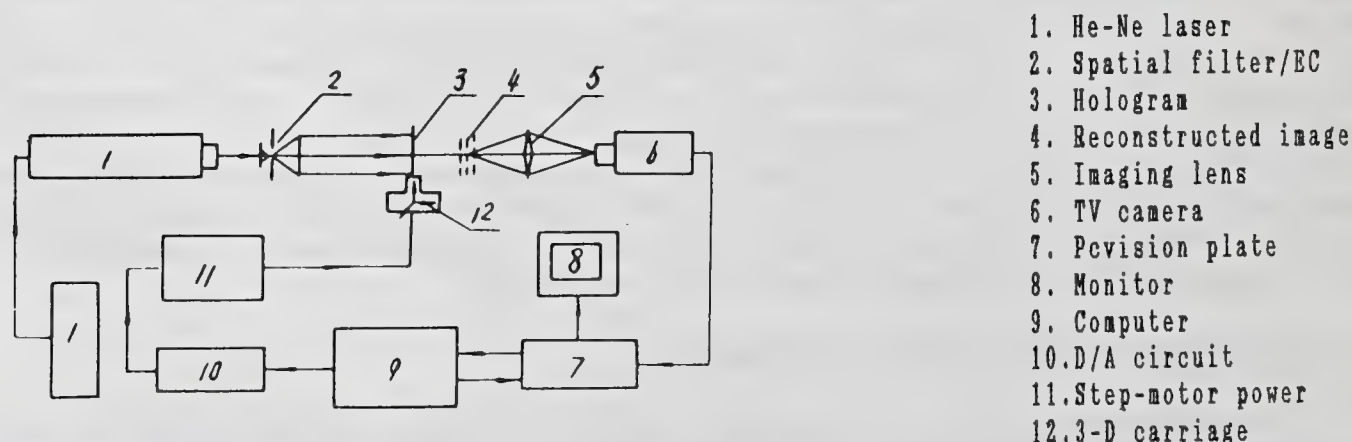 1. He-Ne laser
2. Spatial filter/EC
3. Hologram
4. Reconstructed image
5. Imaging lens
6. TV camera
7. Pcvision plate
8. Monitor
9. Computer
10.D/A circuit
11.Step-motor power
12.3-D carriage
2 3 4 5
1 6
12
11 8
1
10 9 7